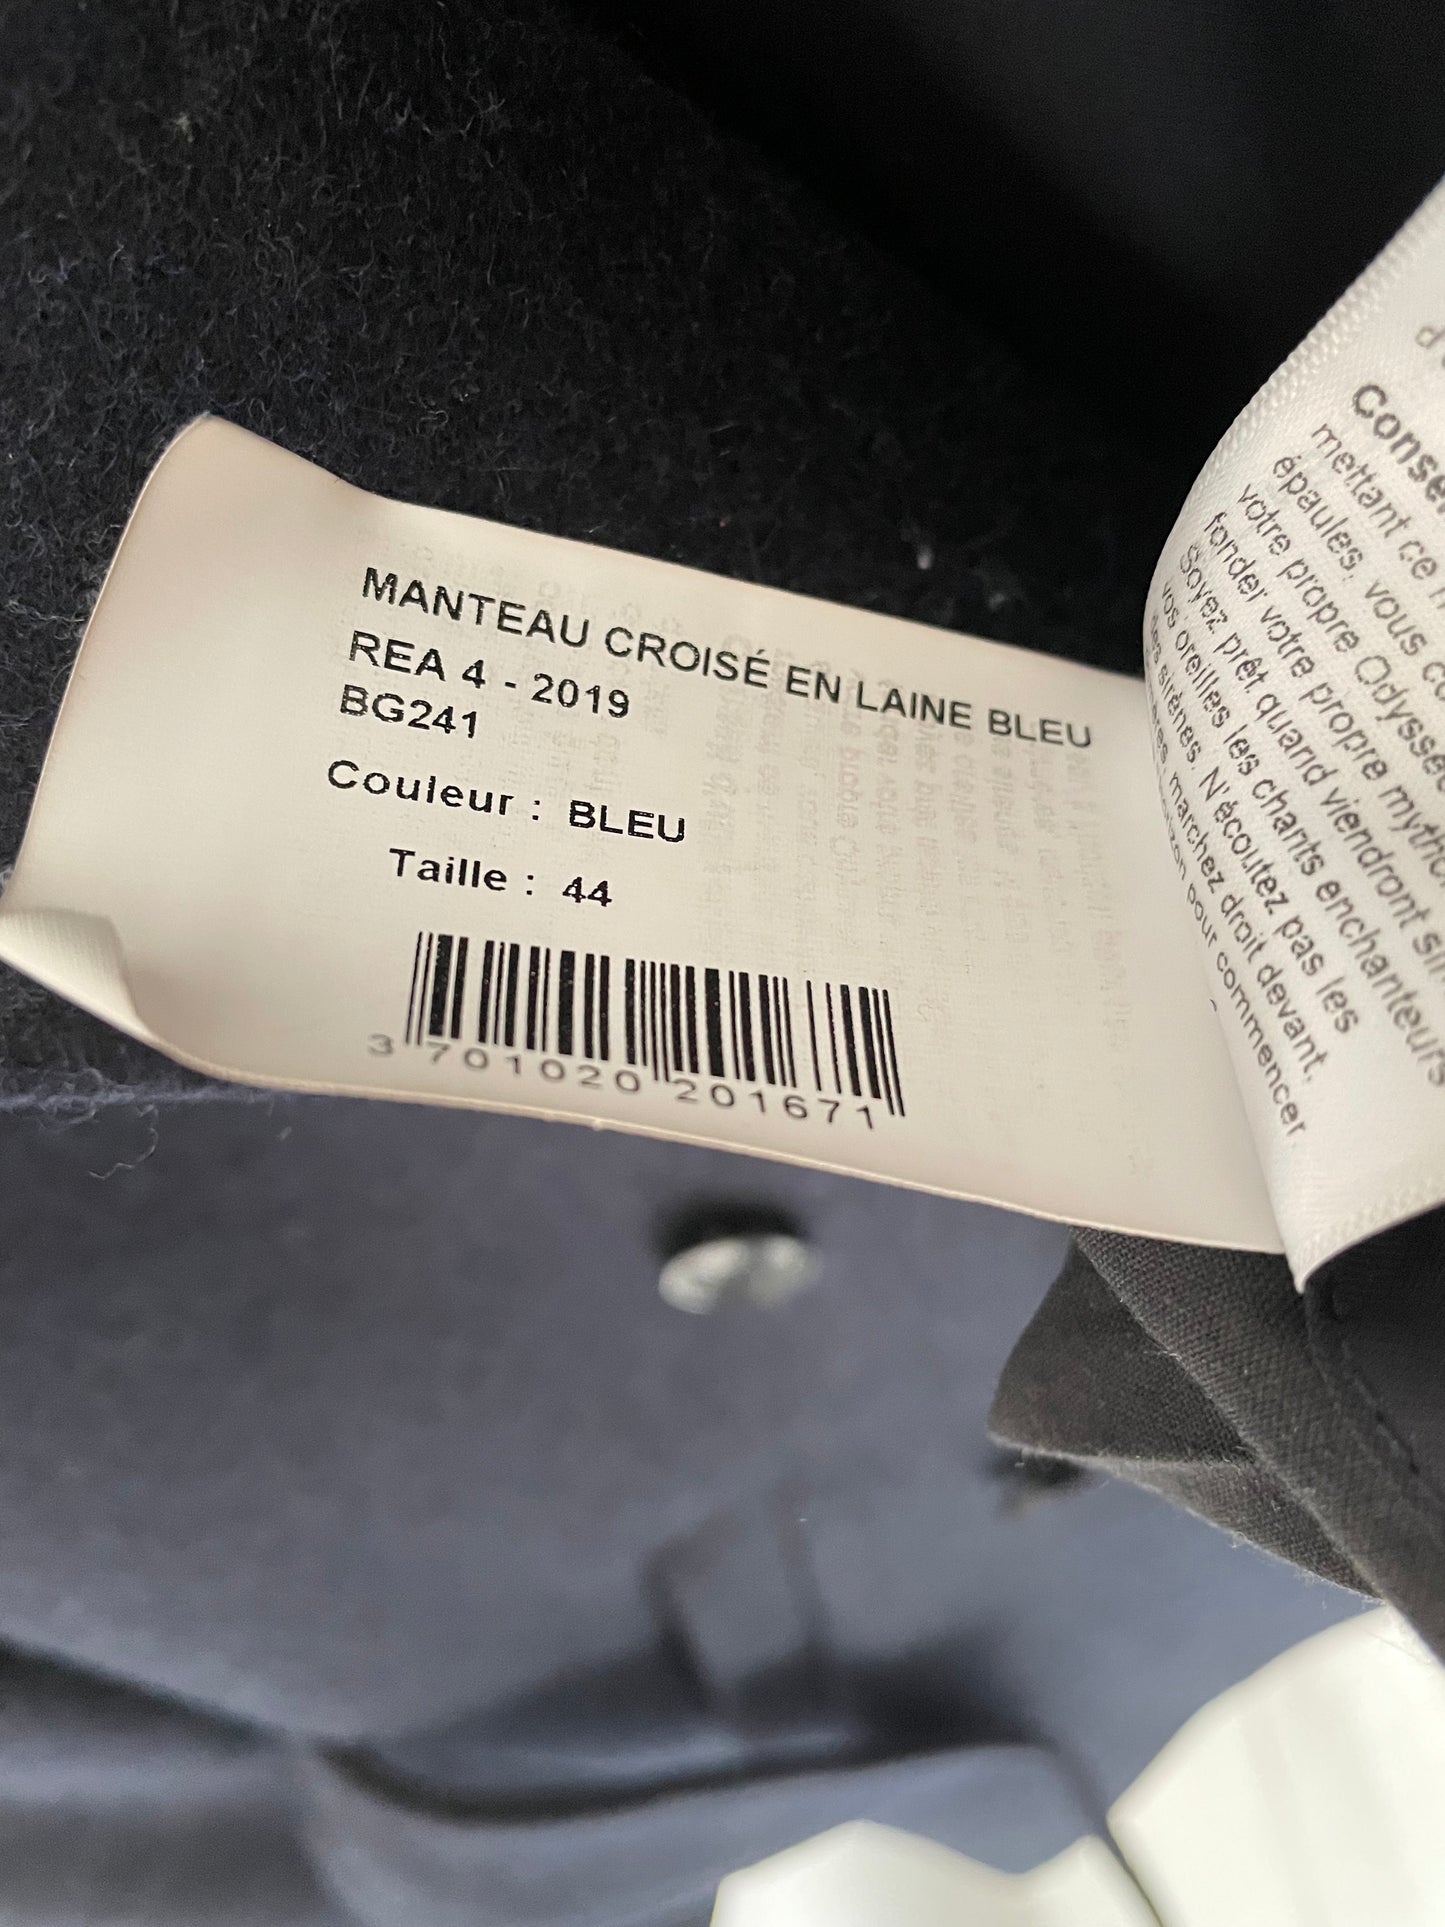 MANTEAU CROISÉ EN LAINE BLEU
REA 4 - 2019
BG241
Couleur : BLEU
Taille : 44
3 701020 201671
mettant ce
épaules, vous
votre propre Odyssée
fonder votre propre
Soyez prêt quand viendront
vos oreilles les chants enchanteurs
des sirènes. N'écoutez pas les
marchez droit devant,
pour commencer